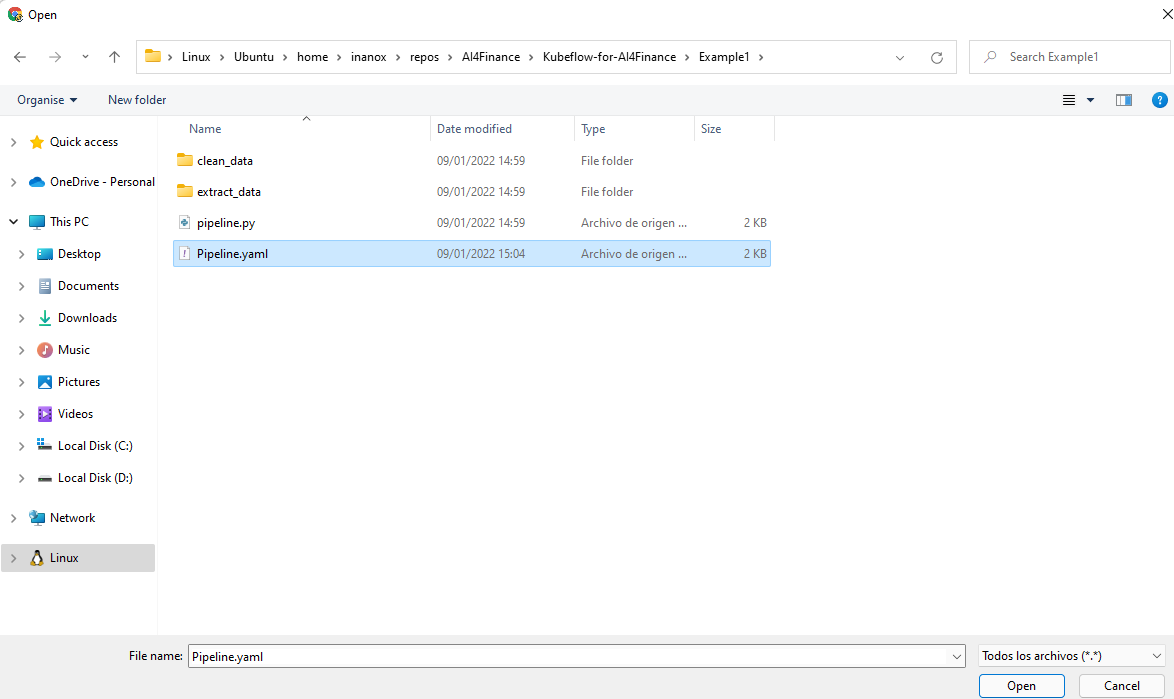 Open
Linux > Ubuntu > home > inanox > repos > AI4Finance > Kubeflow-for-AI4Finance > Example1 >
Search Example1
Organise New folder
?
Name Date modified Type Size
clean_data 09/01/2022 14:59 File folder
extract_data 09/01/2022 14:59 File folder
pipeline.py 09/01/2022 14:59 Archivo de origen ... 2 KB
Pipeline.yaml 09/01/2022 15:04 Archivo de origen ... 2 KB
Quick access
OneDrive - Personal
This PC
Desktop
Documents
Downloads
Music
Pictures
Videos
Local Disk (C:)
Local Disk (D:)
Network
Linux
File name: Pipeline.yaml Todos los archivos (*.*)
Open Cancel